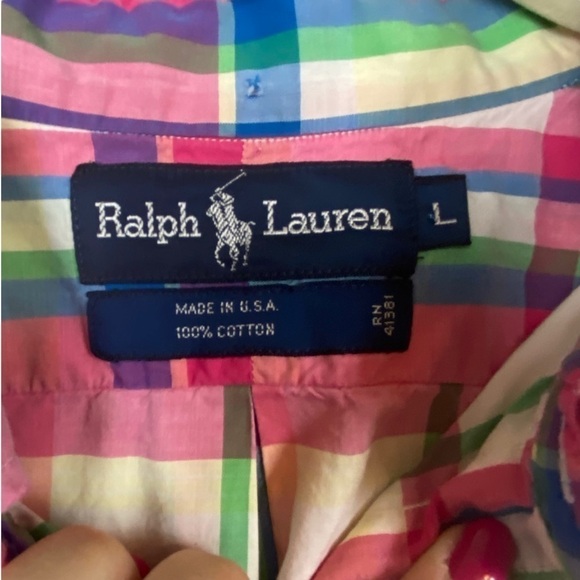 Ralph Lauren
L
MADE IN U.S.A.
100% COTTON
RN
41381